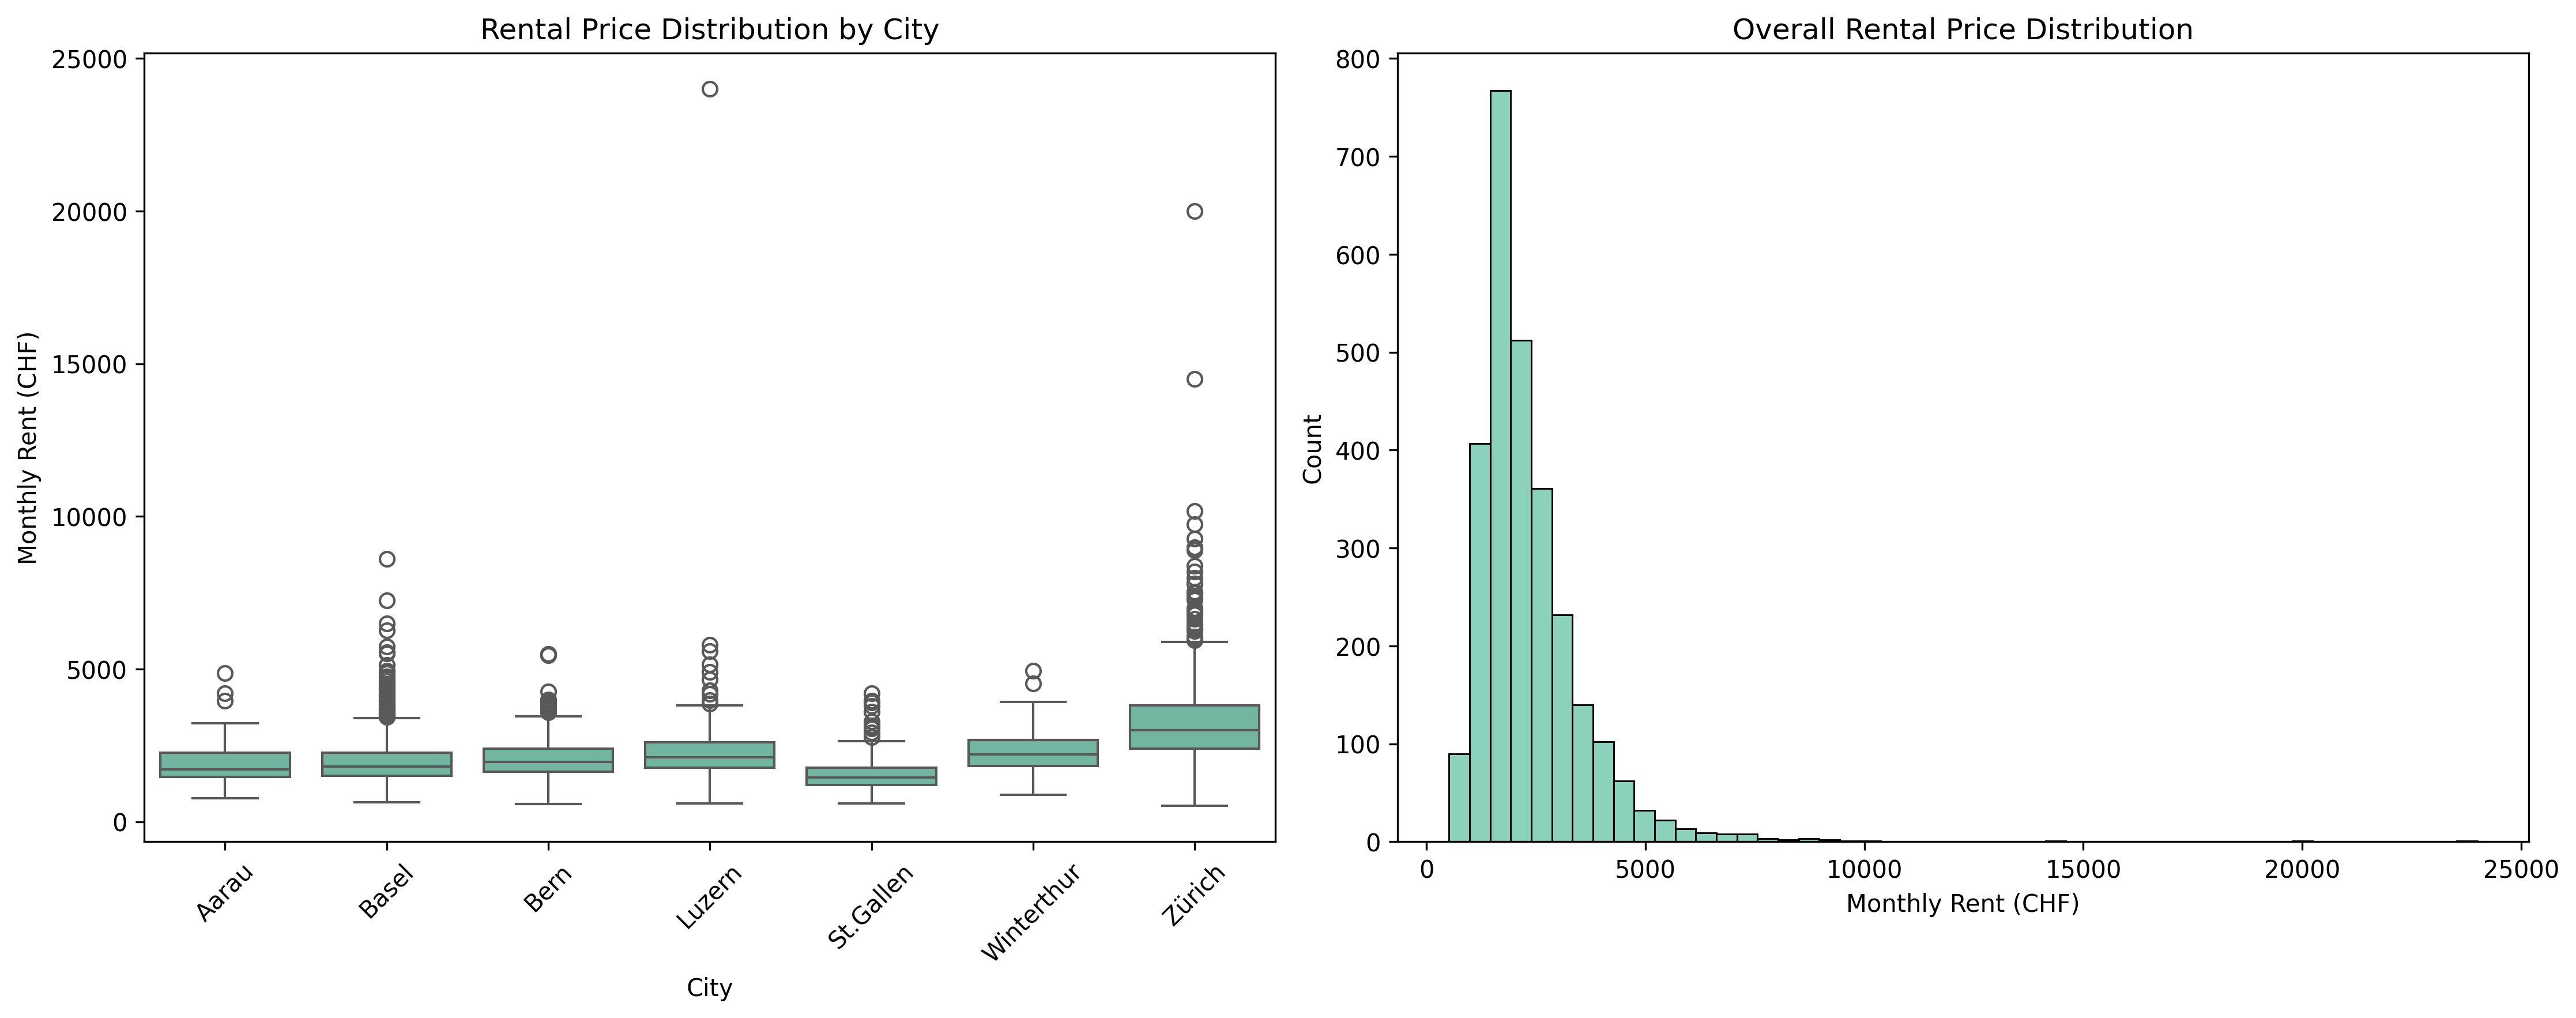 Rental Price Distribution by City
25000
20000
15000
10000
5000
0
Monthly Rent (CHF)
Aarau
Basel
Bern
Luzern
St.Gallen
Winterthur
Zürich
City
Overall Rental Price Distribution
800
700
600
500
400
300
200
100
0
Count
0
5000
10000
15000
20000
25000
Monthly Rent (CHF)